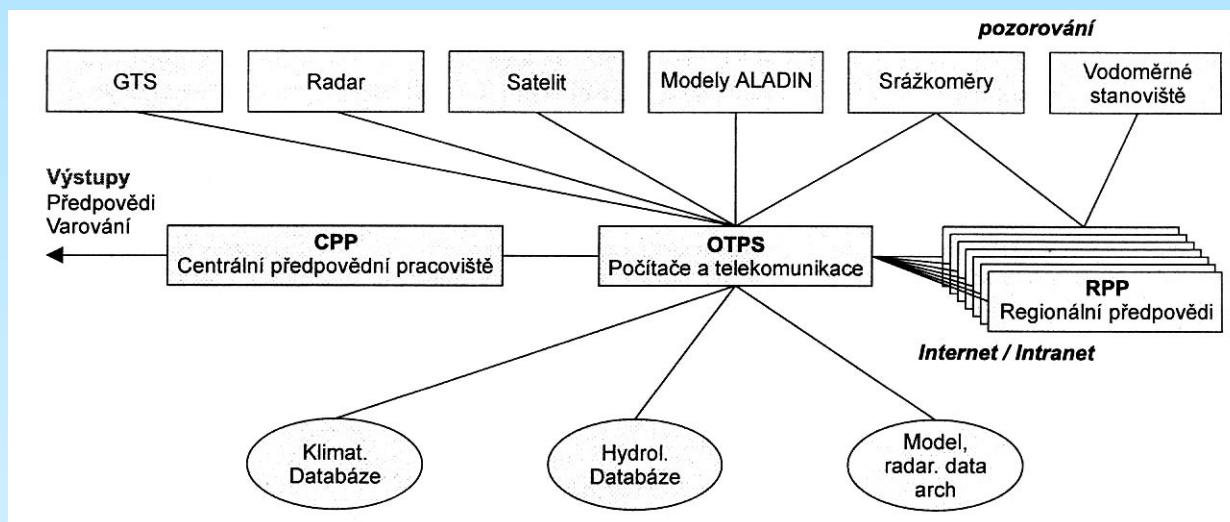 pozorování
GTS
Radar
Satelit
Modely ALADIN
Srážkoměry
Vodoměrné
stanoviště
Výstupy
Předpovědi
Varování
CPP
Centrální předpovědní pracoviště
OTPS
Počítače a telekomunikace
RPP
Regionální předpovědi
Internet / Intranet
Klimat.
Databáze
Hydrol.
Databáze
Model,
radar. data
arch